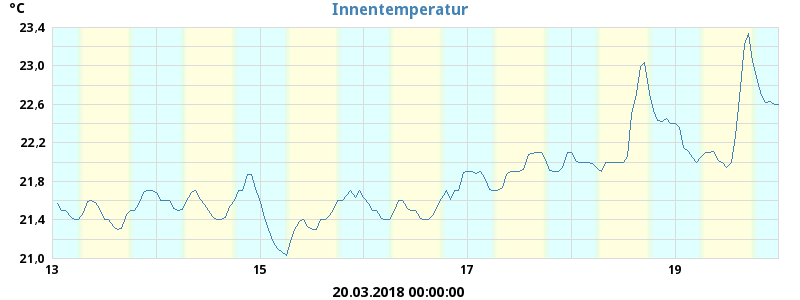 Innentemperatur
°C
23,4
23,0
22,6
22,2
21,8
21,4
21,0
13 15 17 19
20.03.2018 00:00:00